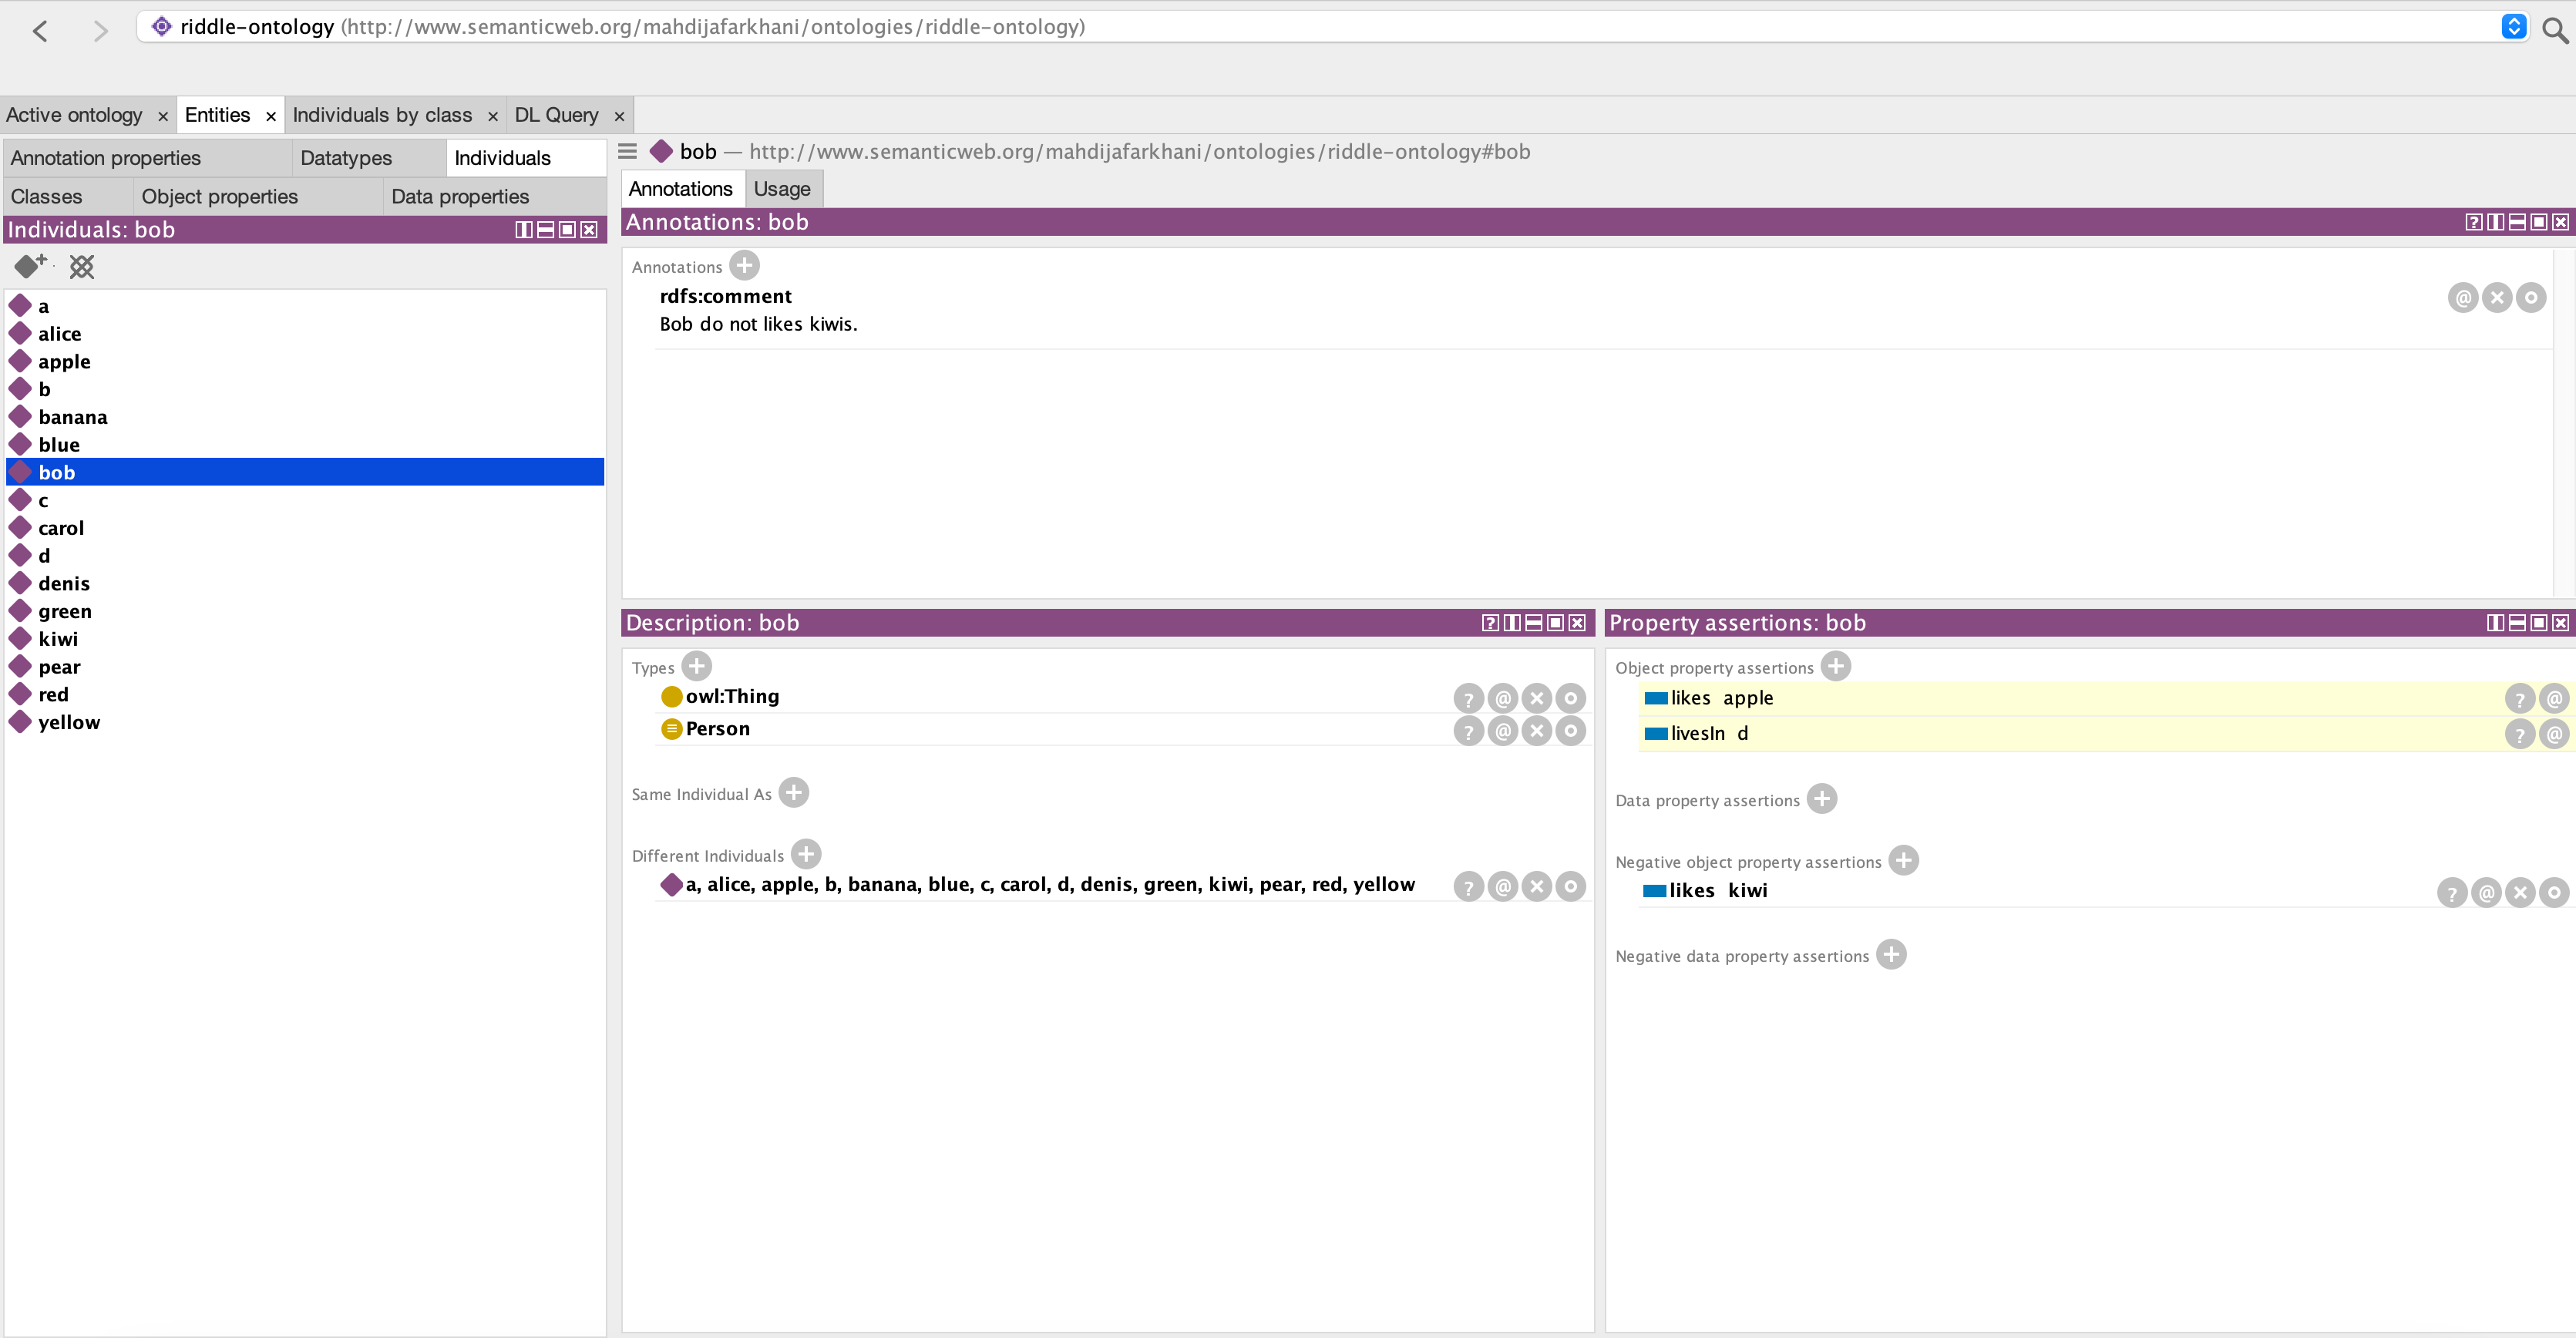 riddle-ontology (http://www.semanticweb.org/mahdijafarkhani/ontologies/riddle-ontology)
Active ontology × Entities × Individuals by class × DL Query ×
Annotation properties Datatypes Individuals
Classes Object properties Data properties
Individuals: bob
a
alice
apple
b
banana
blue
bob
c
carol
d
denis
green
kiwi
pear
red
yellow
bob — http://www.semanticweb.org/mahdijafarkhani/ontologies/riddle-ontology#bob
Annotations Usage
Annotations: bob
Annotations
rdfs:comment
Bob do not likes kiwis.
Description: bob
Types
owl:Thing
Person
Same Individual As
Different Individuals
a, alice, apple, b, banana, blue, c, carol, d, denis, green, kiwi, pear, red, yellow
Property assertions: bob
Object property assertions
likes apple
livesIn d
Data property assertions
Negative object property assertions
likes kiwi
Negative data property assertions